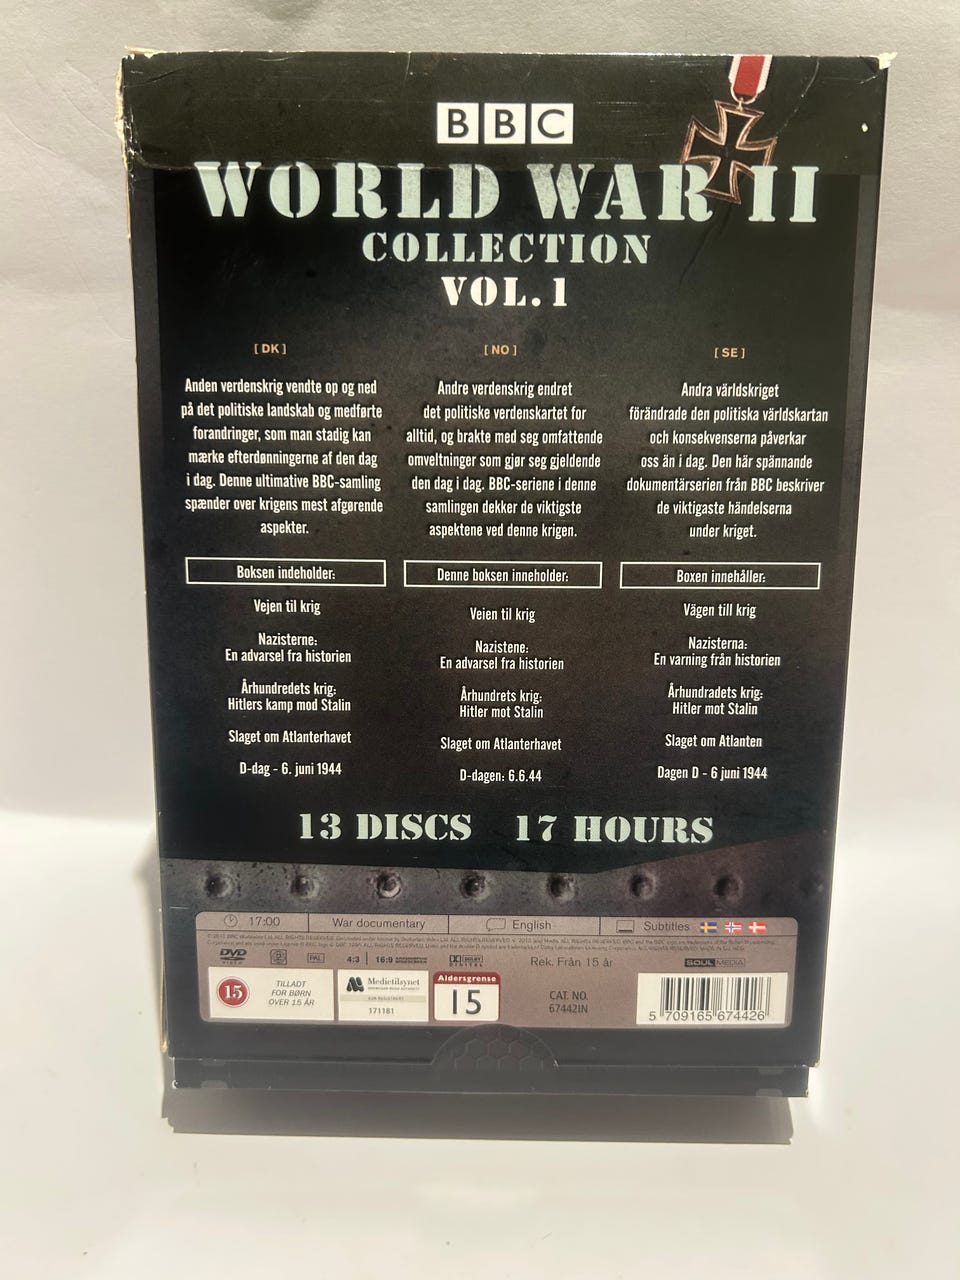 BBC
WORLD WAR II
COLLECTION
VOL. 1
[ DK ]
Anden verdenskrig vendte op og ned
på det politiske landskab og medførte
forandringer, som man stadig kan
mærke efterdønningerne af den dag
i dag. Denne ultimative BBC-samling
spænder over krigens mest afgørende
aspekter.
Boksen indeholder:
Vejen til krig
Nazisterne:
En advarsel fra historien
Århundredets krig:
Hitlers kamp mod Stalin
Slaget om Atlanterhavet
D-dag - 6. juni 1944
[ NO ]
Andre verdenskrig endret
det politiske verdenskartet for
alltid, og brakte med seg omfattende
omveltninger som gjør seg gjeldende
den dag i dag. BBC-seriene i denne
samlingen dekker de viktigste
aspektene ved denne krigen.
Denne boksen inneholder:
Veien til krig
Nazistene:
En advarsel fra historien
Århundrets krig:
Hitler mot Stalin
Slaget om Atlanterhavet
D-dagen: 6.6.44
[ SE ]
Andra världskriget
förändrade den politiska världskartan
och konsekvenserna påverkar
oss än i dag. Den här spännande
dokumentärserien från BBC beskriver
de viktigaste händelserna
under kriget.
Boxen innehåller:
Vägen till krig
Nazisterna:
En varning från historien
Århundradets krig:
Hitler mot Stalin
Slaget om Atlanten
Dagen D - 6 juni 1944
13 DISCS 17 HOURS
17:00 War documentary English Subtitles
DVD VIDEO PAL 4:3 16:9 DOLBY DIGITAL Rek. Från 15 år SOUL MEDIA
15 TILLADT
FOR BØRN
OVER 15 ÅR
Medietilsynet
171181
Aldersgrense
15
CAT. NO.
67442IN
5 709165 674426